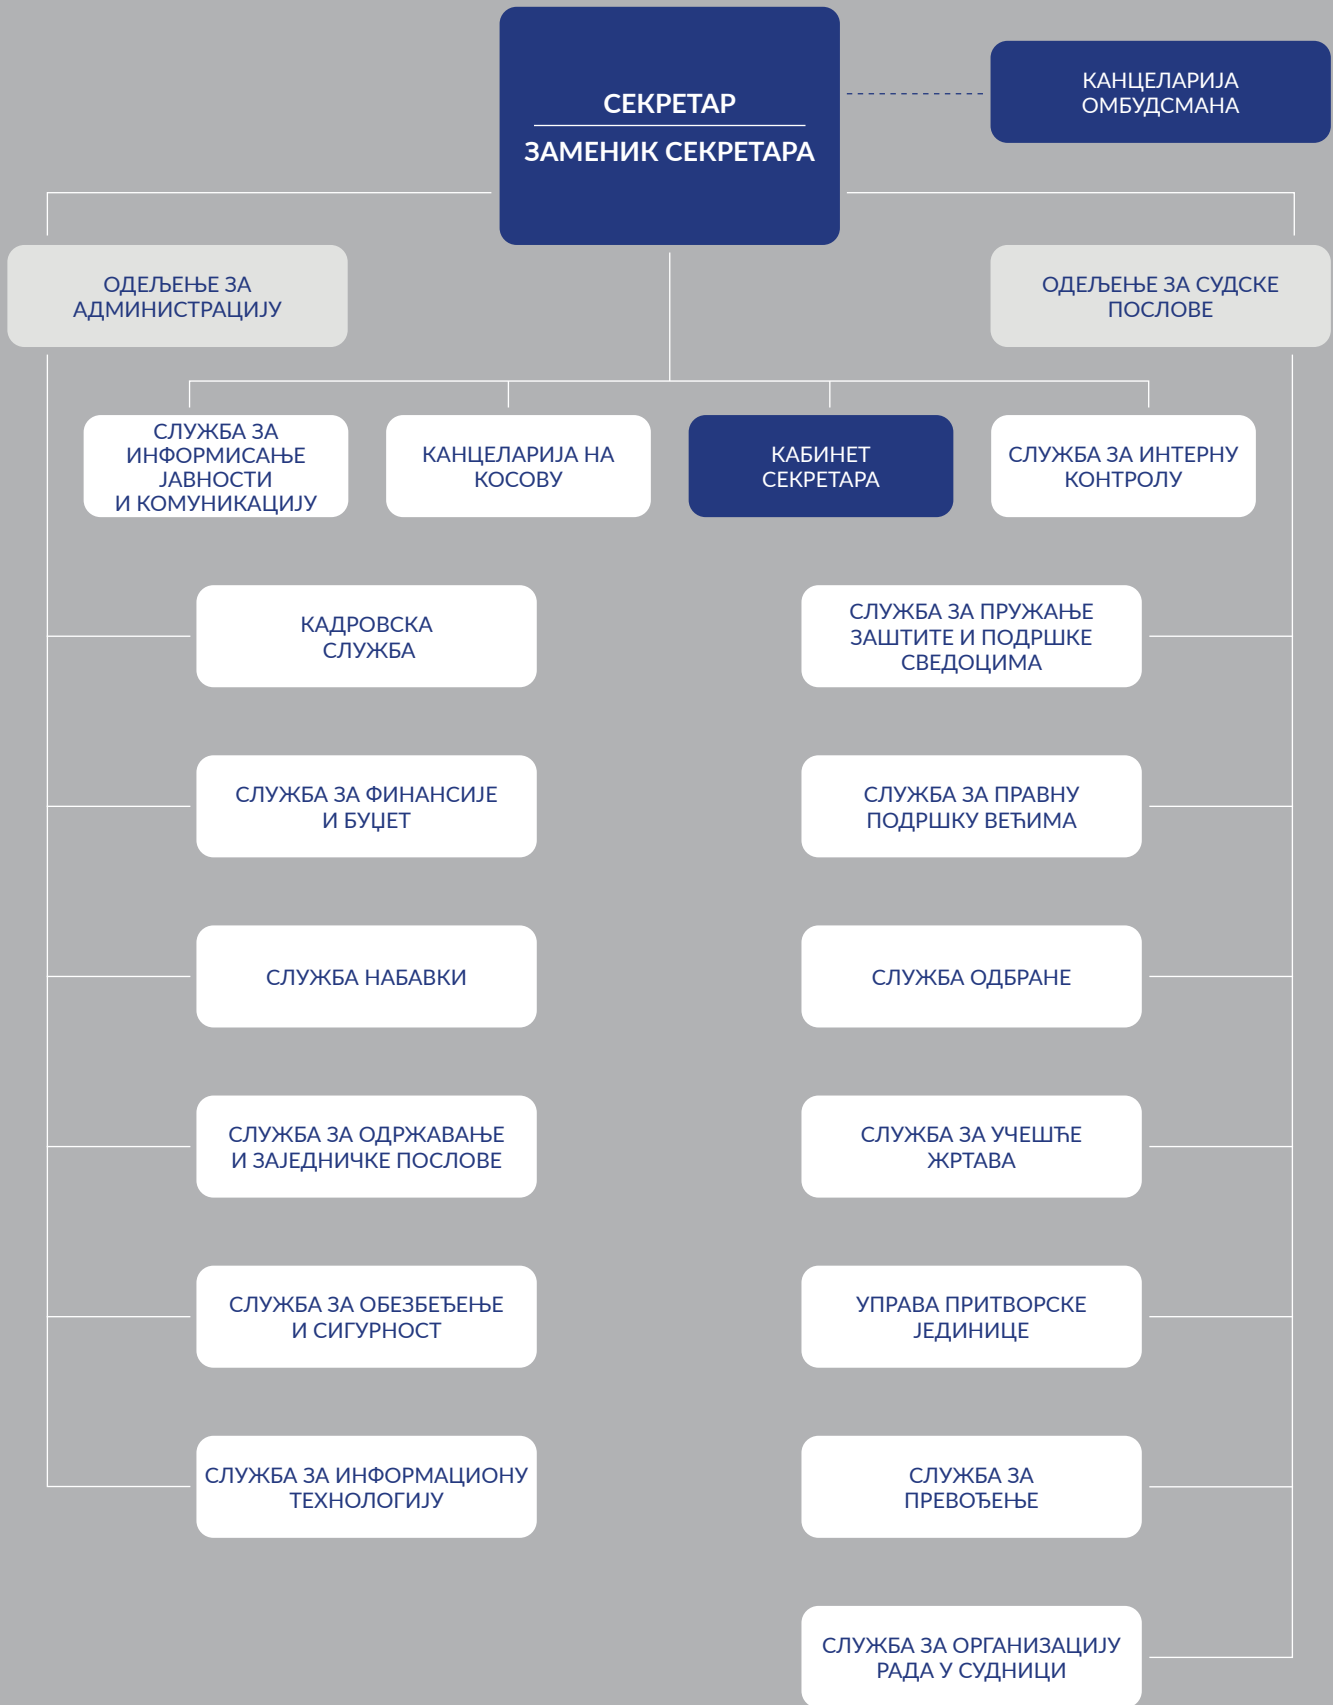 СЕКРЕТАР
ЗАМЕНИК СЕКРЕТАРА
КАНЦЕЛАРИЈА
ОМБУДСМАНА
ОДЕЉЕЊЕ ЗА
АДМИНИСТРАЦИЈУ
ОДЕЉЕЊЕ ЗА СУДСКЕ
ПОСЛОВЕ
СЛУЖБА ЗА
ИНФОРМИСАЊЕ
ЈАВНОСТИ
И КОМУНИКАЦИЈУ
КАНЦЕЛАРИЈА НА
КОСОВУ
КАБИНЕТ
СЕКРЕТАРА
СЛУЖБА ЗА ИНТЕРНУ
КОНТРОЛУ
КАДРОВСКА
СЛУЖБА
СЛУЖБА ЗА ФИНАНСИЈЕ
И БУЏЕТ
СЛУЖБА НАБАВКИ
СЛУЖБА ЗА ОДРЖАВАЊЕ
И ЗАЈЕДНИЧКЕ ПОСЛОВЕ
СЛУЖБА ЗА ОБЕЗБЕЂЕЊЕ
И СИГУРНОСТ
СЛУЖБА ЗА ИНФОРМАЦИОНУ
ТЕХНОЛОГИЈУ
СЛУЖБА ЗА ПРУЖАЊЕ
ЗАШТИТЕ И ПОДРШКЕ
СВЕДОЦИМА
СЛУЖБА ЗА ПРАВНУ
ПОДРШКУ ВЕЋИМА
СЛУЖБА ОДБРАНЕ
СЛУЖБА ЗА УЧЕШЋЕ
ЖРТАВА
УПРАВА ПРИТВОРСКЕ
ЈЕДИНИЦЕ
СЛУЖБА ЗА
ПРЕВОЂЕЊЕ
СЛУЖБА ЗА ОРГАНИЗАЦИЈУ
РАДА У СУДНИЦИ